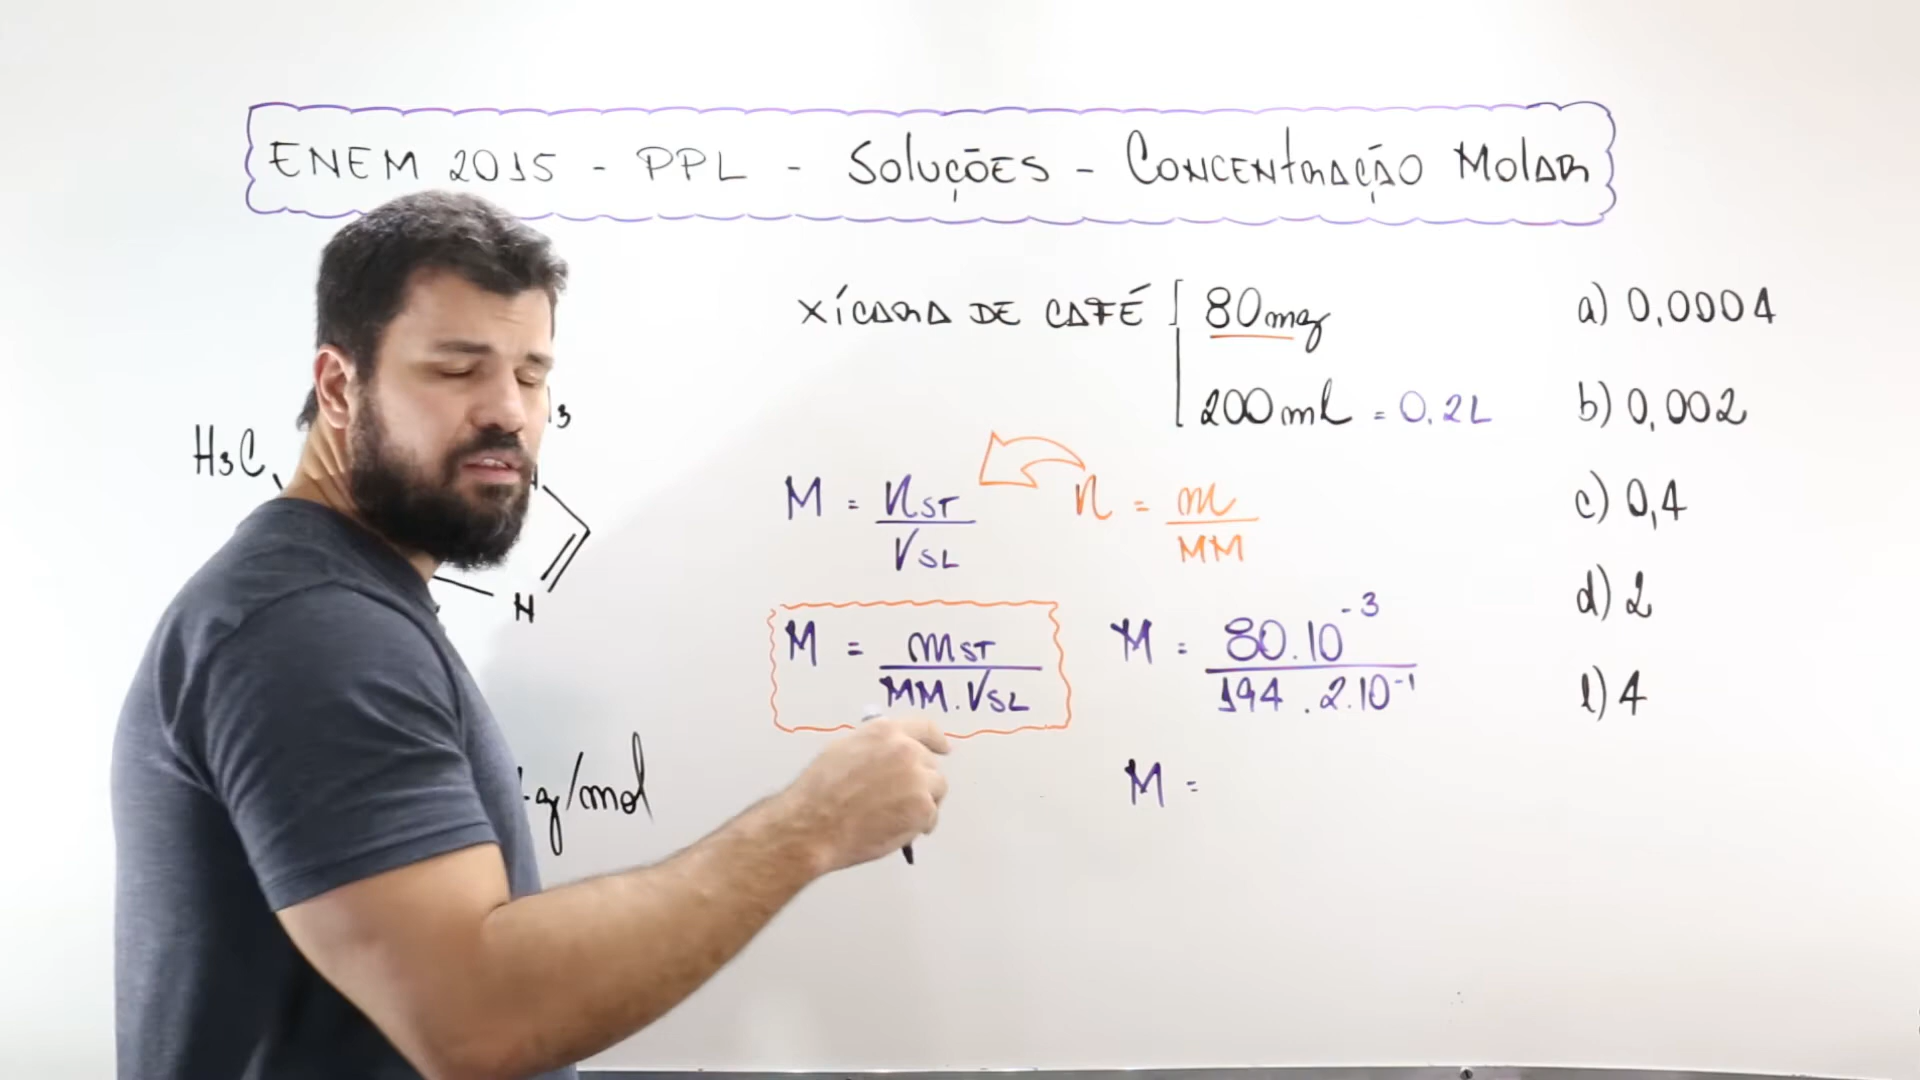 ENEM 2015 - PPL - SOLUÇÕES - CONCENTRAÇÃO MOLAR
XÍCARA DE CAFÉ
80mg
200ml = 0,2L
a) 0,0004
b) 0,002
c) 0,4
d) 2
e) 4
H3C
3
N
g/mol
M = nST / VSL
n = m / MM
M = mST / MM.VSL
M = 80.10^-3 / 194.2.10^-1
M =